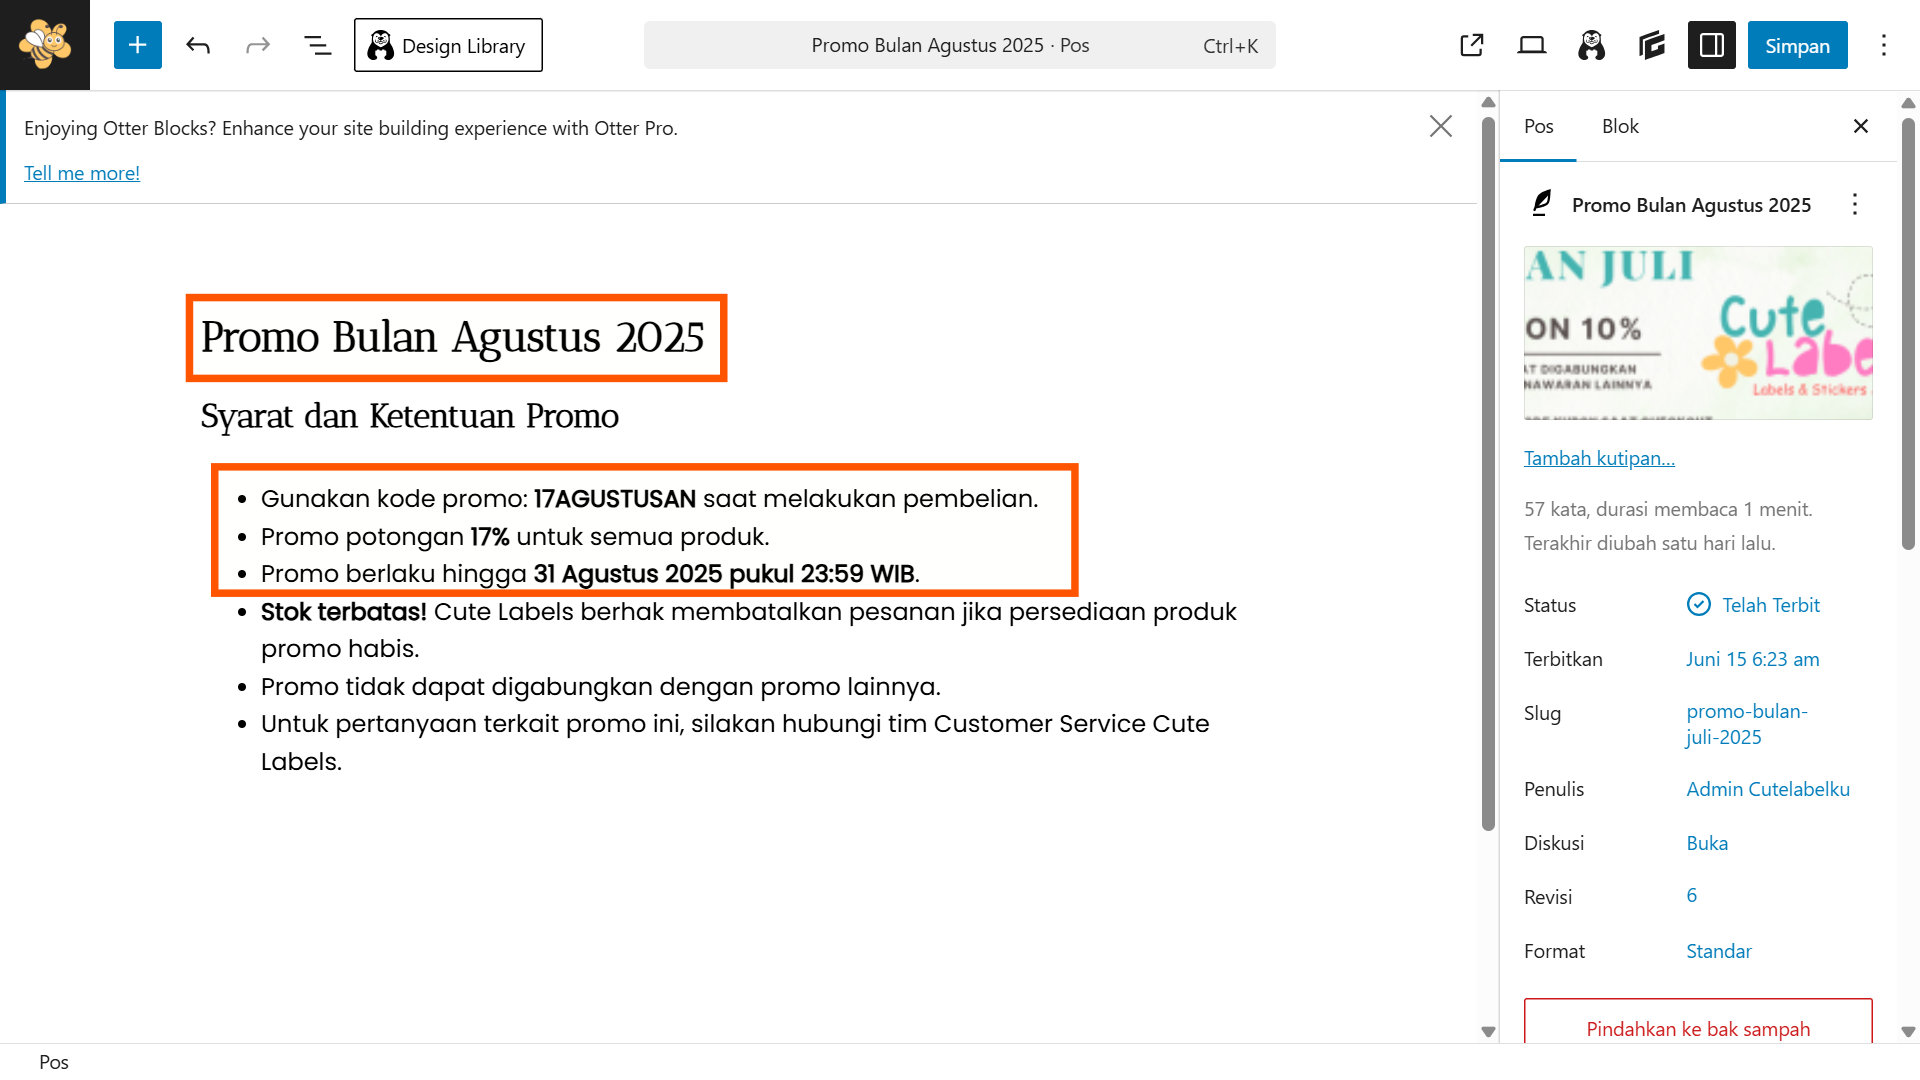 Design Library
Promo Bulan Agustus 2025 · Pos
Ctrl+K
Simpan
Enjoying Otter Blocks? Enhance your site building experience with Otter Pro.
Tell me more!
Promo Bulan Agustus 2025
Syarat dan Ketentuan Promo
Gunakan kode promo: 17AGUSTUSAN saat melakukan pembelian.
Promo potongan 17% untuk semua produk.
Promo berlaku hingga 31 Agustus 2025 pukul 23:59 WIB.
Stok terbatas! Cute Labels berhak membatalkan pesanan jika persediaan produk
promo habis.
Promo tidak dapat digabungkan dengan promo lainnya.
Untuk pertanyaan terkait promo ini, silakan hubungi tim Customer Service Cute
Labels.
Pos
Blok
Promo Bulan Agustus 2025
AN JULI
ON 10%
DIGABUNGKAN
NAWARAN LAINNYA
Cute
Labe
Labels & Stickers
Tambah kutipan...
57 kata, durasi membaca 1 menit.
Terakhir diubah satu hari lalu.
Status
Telah Terbit
Terbitkan
Juni 15 6:23 am
Slug
promo-bulan-
juli-2025
Penulis
Admin Cutelabelku
Diskusi
Buka
Revisi
6
Format
Standar
Pindahkan ke bak sampah
Pos